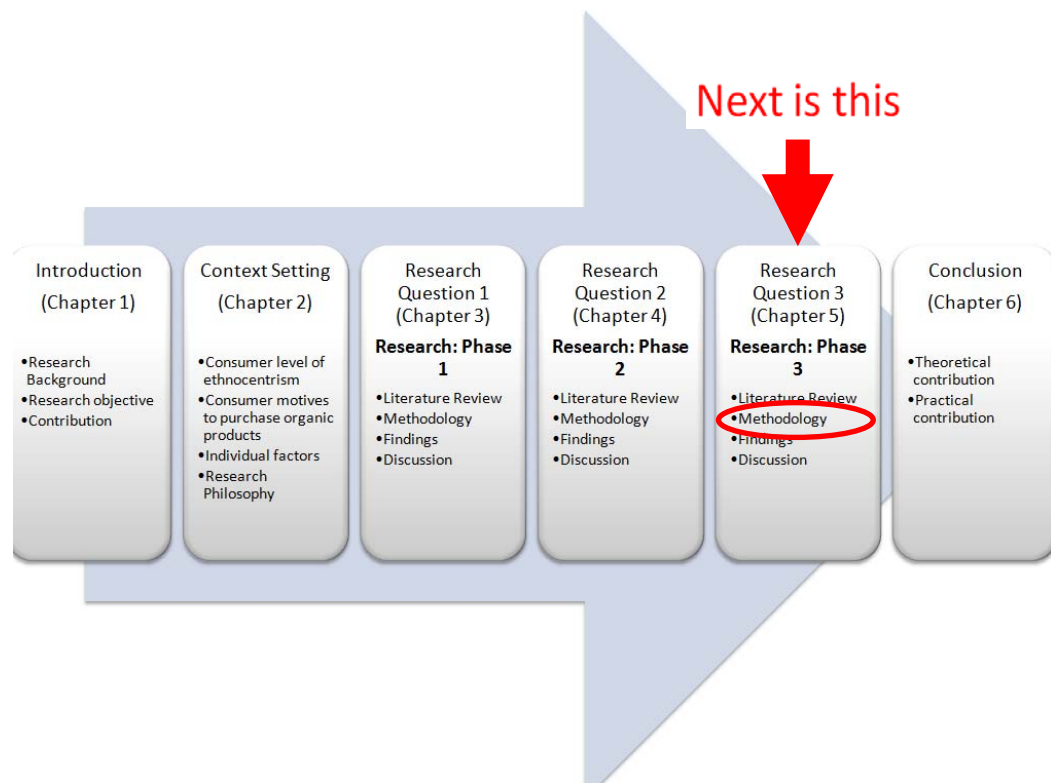 Next is this
Introduction
(Chapter 1)
•Research
Background
•Research objective
•Contribution
Context Setting
(Chapter 2)
•Consumer level of
ethnocentrism
•Consumer motives
to purchase organic
products
•Individual factors
•Research
Philosophy
Research
Question 1
(Chapter 3)
Research: Phase
1
•Literature Review
•Methodology
•Findings
•Discussion
Research
Question 2
(Chapter 4)
Research: Phase
2
•Literature Review
•Methodology
•Findings
•Discussion
Research
Question 3
(Chapter 5)
Research: Phase
3
•Literature Review
•Methodology
•Findings
•Discussion
Conclusion
(Chapter 6)
•Theoretical
contribution
•Practical
contribution